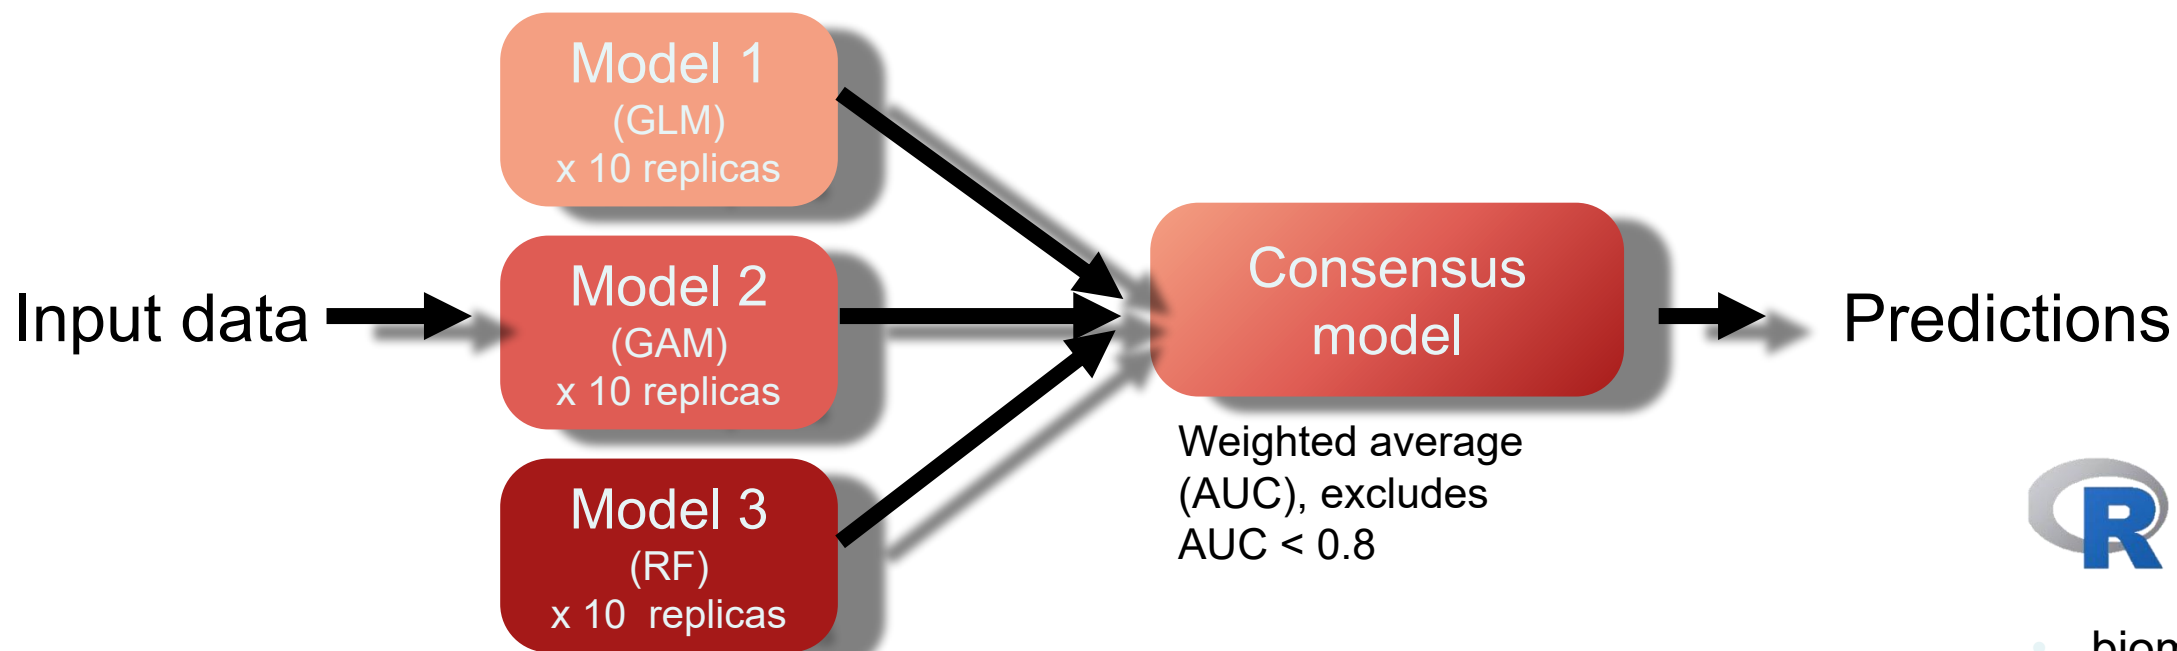 Model 1
(GLM)
x 10 replicas
Input data
Model 2
(GAM)
x 10 replicas
Model 3
(RF)
x 10 replicas
Consensus
model
Weighted average
(AUC), excludes
AUC < 0.8
Predictions
R